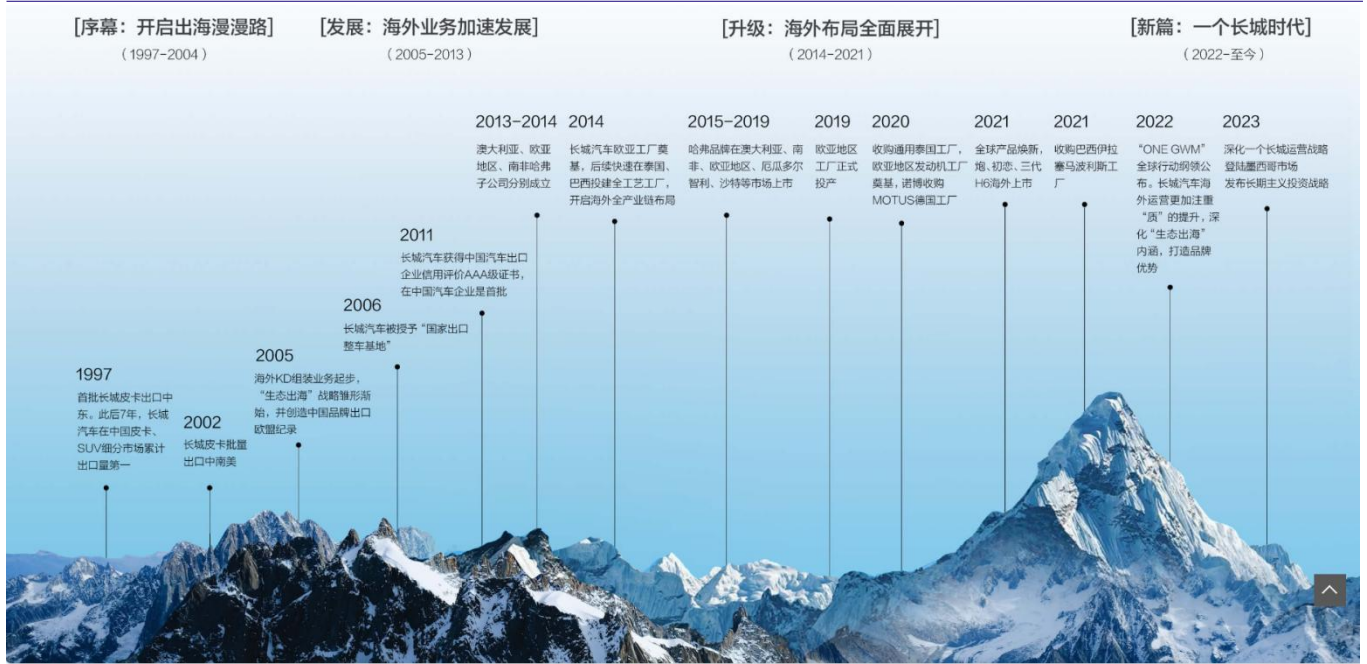 [序幕：开启出海漫漫路]
（1997-2004）
[发展：海外业务加速发展]
（2005-2013）
[升级：海外布局全面展开]
（2014-2021）
[新篇：一个长城时代]
（2022-至今）
1997
首批长城皮卡出口中
东。此后7年，长城
汽车在中国皮卡、
SUV细分市场累计
出口量第一
2002
长城皮卡批量
出口中南美
2005
海外KD组装业务起步，
“生态出海”战略雏形渐
始，并创造中国品牌出口
欧盟纪录
2006
长城汽车被授予“国家出口
整车基地”
2011
长城汽车获得中国汽车出口
企业信用评价AAA级证书，
在中国汽车企业是首批
2013-2014
澳大利亚、欧亚
地区、南非哈弗
子公司分别成立
2014
长城汽车欧亚工厂奠
基，后续快速在泰国、
巴西投建全工艺工厂，
开启海外全产业链布局
2015-2019
哈弗品牌在澳大利亚、南
非、欧亚地区、厄瓜多尔
智利、沙特等市场上市
2019
欧亚地区
工厂正式
投产
2020
收购通用泰国工厂，
欧亚地区发动机工厂
奠基，诺博收购
MOTUS德国工厂
2021
全球产品焕新，
炮、初恋、三代
H6海外上市
2021
收购巴西伊拉
塞马波利斯工
厂
2022
“ONE GWM”
全球行动纲领公
布。长城汽车海
外运营更加注重
“质”的提升，深
化“生态出海”
内涵，打造品牌
优势
2023
深化一个长城运营战略
登陆墨西哥市场
发布长期主义投资战略